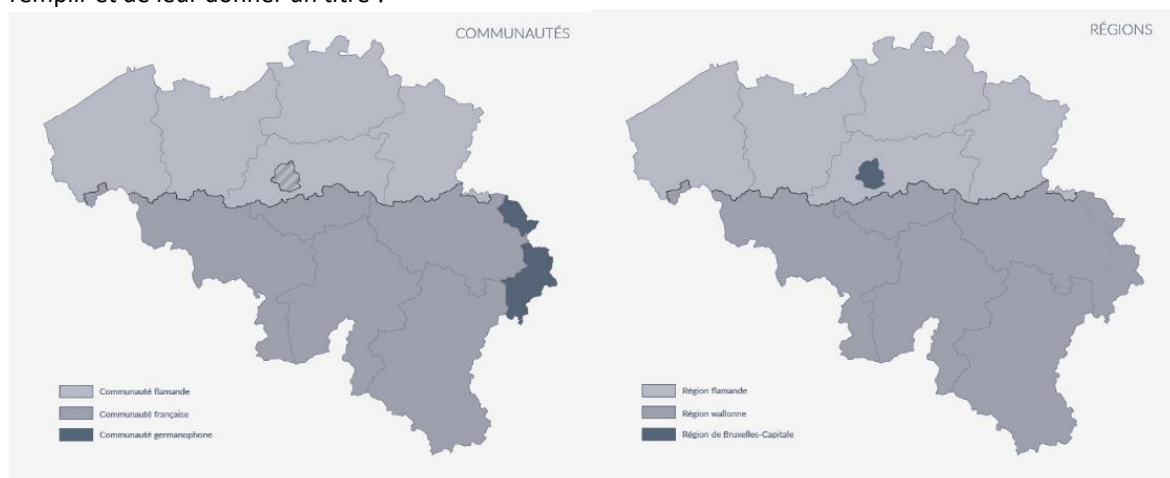 remplir et de leur donner un titre :
COMMUNAUTÉS
Communauté flamande
Communauté française
Communauté germanophone
RÉGIONS
Région flamande
Région wallonne
Région de Bruxelles-Capitale